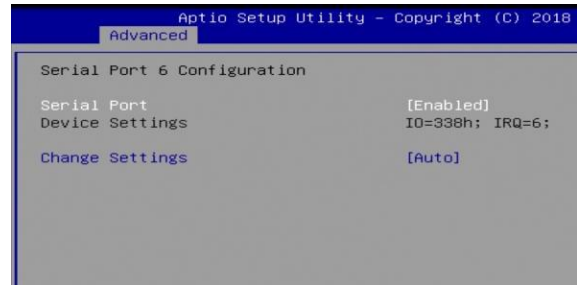 Aptio Setup Utility – Copyright (C) 2018
Advanced
Serial Port 6 Configuration
Serial Port [Enabled]
Device Settings IO=338h; IRQ=6;
Change Settings [Auto]